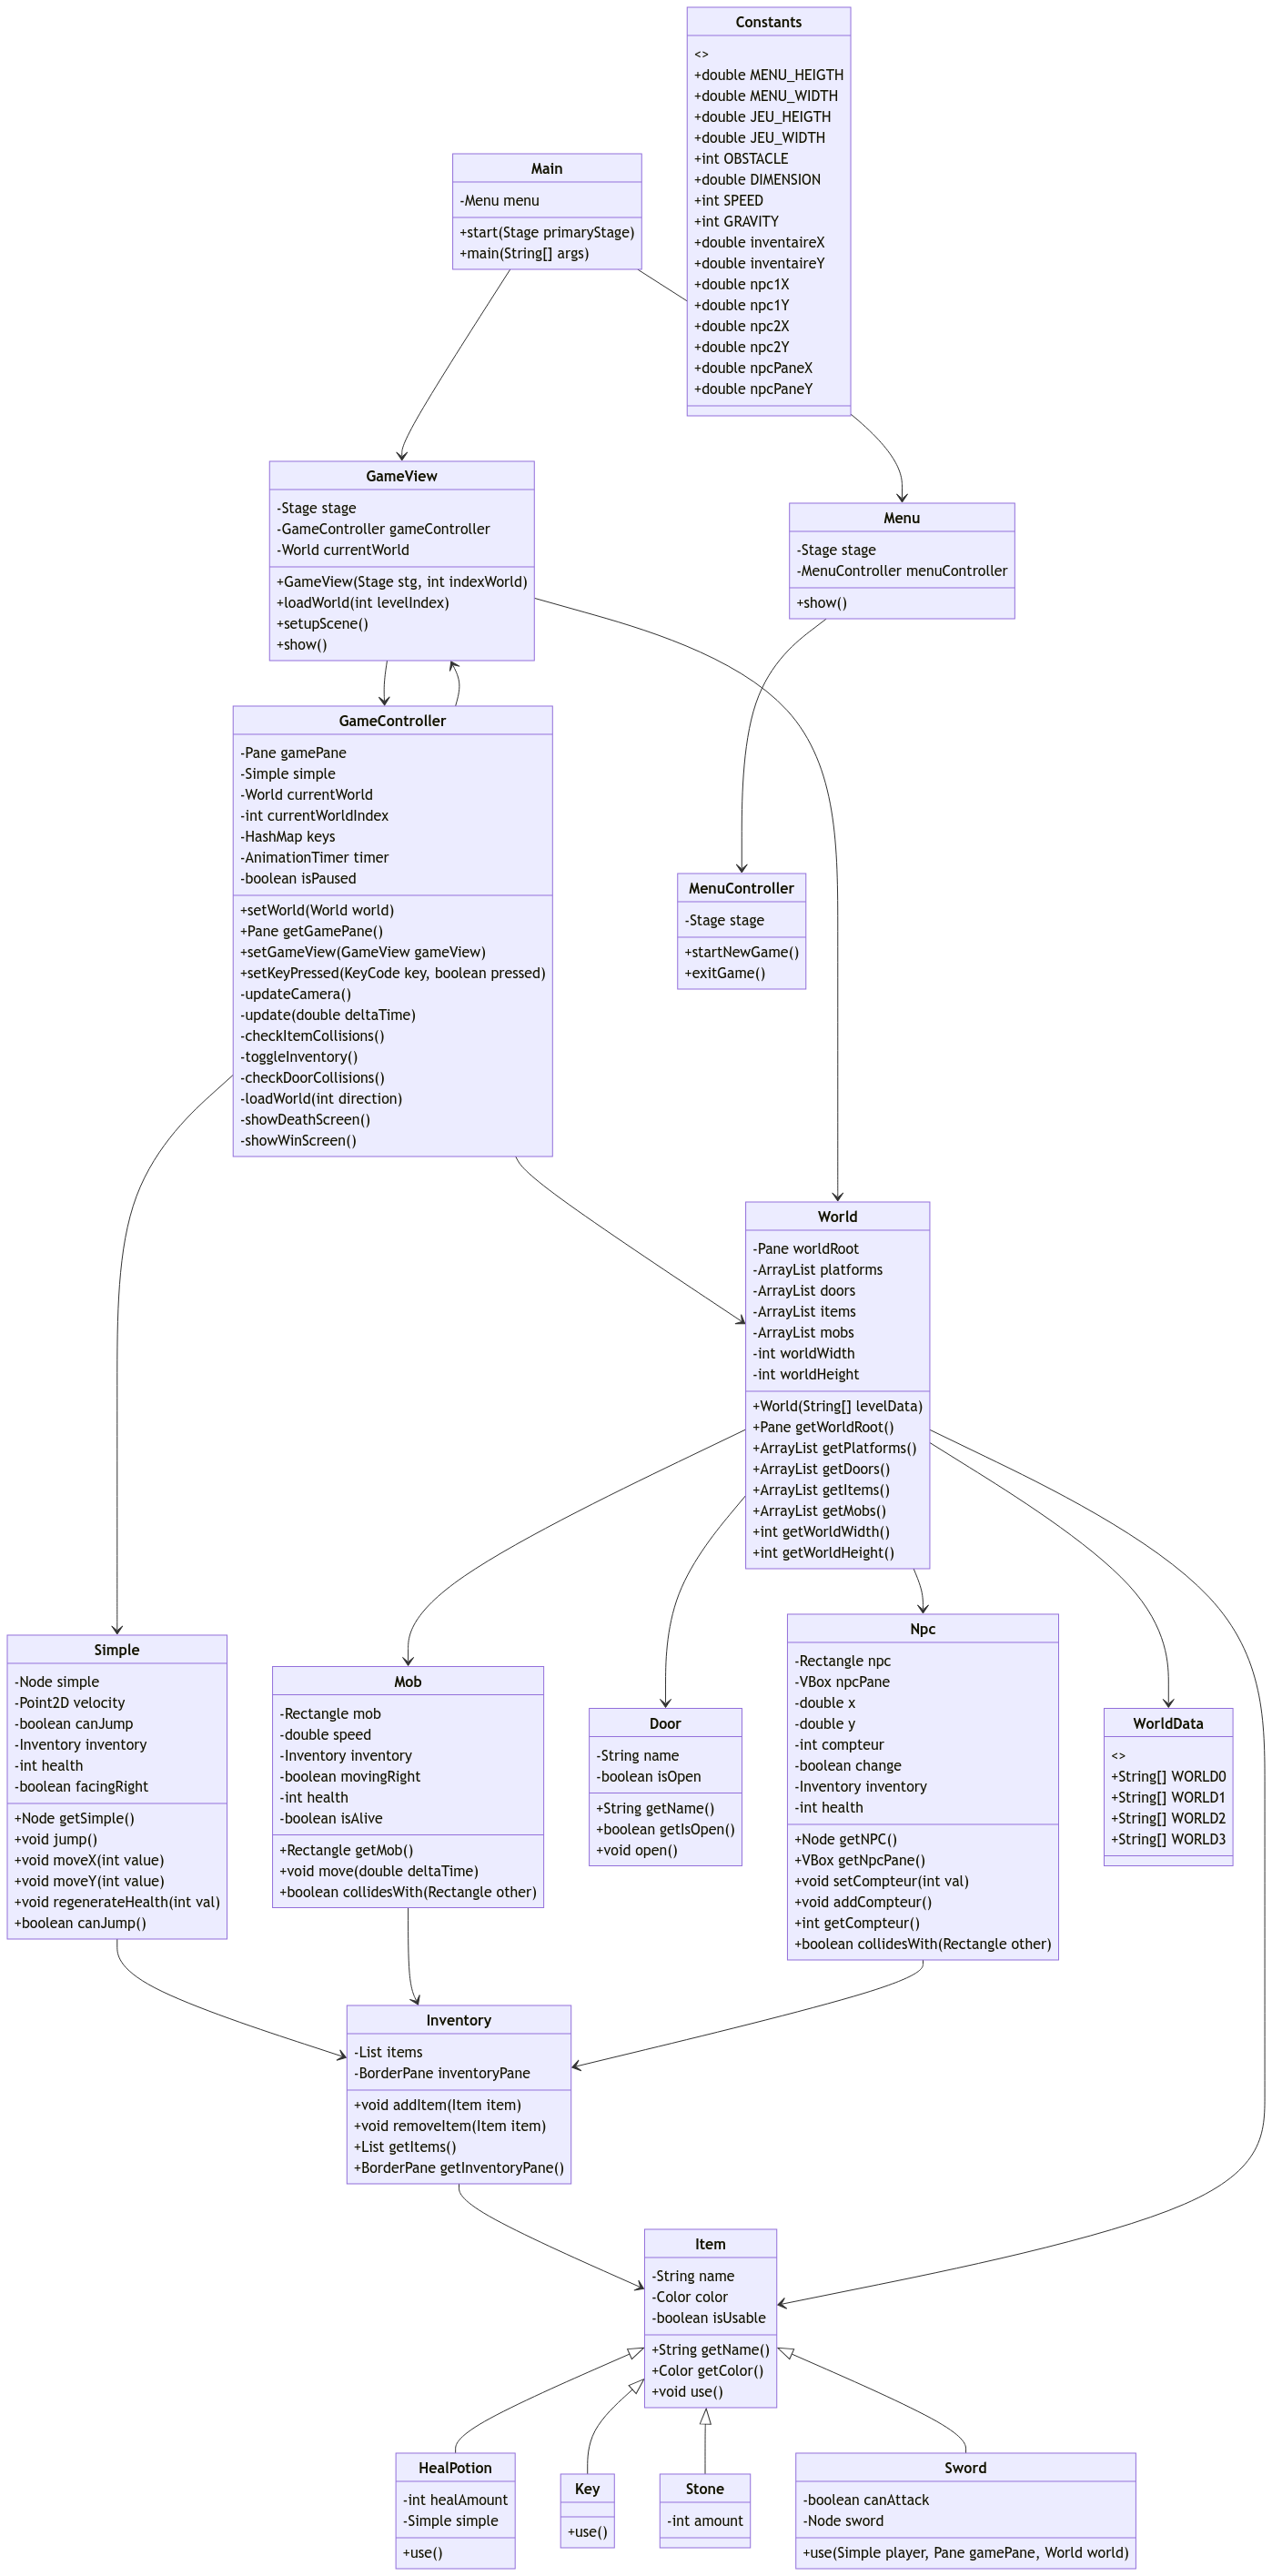 Constants
<>
+double MENU_HEIGTH
+double MENU_WIDTH
+double JEU_HEIGTH
+double JEU_WIDTH
+int OBSTACLE
+double DIMENSION
+int SPEED
+int GRAVITY
+double inventaireX
+double inventaireY
+double npc1X
+double npc1Y
+double npc2X
+double npc2Y
+double npcPaneX
+double npcPaneY
Main
-Menu menu
+start(Stage primaryStage)
+main(String[] args)
GameView
-Stage stage
-GameController gameController
-World currentWorld
+GameView(Stage stg, int indexWorld)
+loadWorld(int levelIndex)
+setupScene()
+show()
Menu
-Stage stage
-MenuController menuController
+show()
GameController
-Pane gamePane
-Simple simple
-World currentWorld
-int currentWorldIndex
-HashMap keys
-AnimationTimer timer
-boolean isPaused
+setWorld(World world)
+Pane getGamePane()
+setGameView(GameView gameView)
+setKeyPressed(KeyCode key, boolean pressed)
-updateCamera()
-update(double deltaTime)
-checkItemCollisions()
-toggleInventory()
-checkDoorCollisions()
-loadWorld(int direction)
-showDeathScreen()
-showWinScreen()
MenuController
-Stage stage
+startNewGame()
+exitGame()
World
-Pane worldRoot
-ArrayList platforms
-ArrayList doors
-ArrayList items
-ArrayList mobs
-int worldWidth
-int worldHeight
+World(String[] levelData)
+Pane getWorldRoot()
+ArrayList getPlatforms()
+ArrayList getDoors()
+ArrayList getItems()
+ArrayList getMobs()
+int getWorldWidth()
+int getWorldHeight()
Simple
-Node simple
-Point2D velocity
-boolean canJump
-Inventory inventory
-int health
-boolean facingRight
+Node getSimple()
+void jump()
+void moveX(int value)
+void moveY(int value)
+void regenerateHealth(int val)
+boolean canJump()
Mob
-Rectangle mob
-double speed
-Inventory inventory
-boolean movingRight
-int health
-boolean isAlive
+Rectangle getMob()
+void move(double deltaTime)
+boolean collidesWith(Rectangle other)
Door
-String name
-boolean isOpen
+String getName()
+boolean getIsOpen()
+void open()
Npc
-Rectangle npc
-VBox npcPane
-double x
-double y
-int compteur
-boolean change
-Inventory inventory
-int health
+Node getNPC()
+VBox getNpcPane()
+void setCompteur(int val)
+void addCompteur()
+int getCompteur()
+boolean collidesWith(Rectangle other)
WorldData
<>
+String[] WORLD0
+String[] WORLD1
+String[] WORLD2
+String[] WORLD3
Inventory
-List items
-BorderPane inventoryPane
+void addItem(Item item)
+void removeItem(Item item)
+List getItems()
+BorderPane getInventoryPane()
Item
-String name
-Color color
-boolean isUsable
+String getName()
+Color getColor()
+void use()
HealPotion
-int healAmount
-Simple simple
+use()
Key
+use()
Stone
-int amount
Sword
-boolean canAttack
-Node sword
+use(Simple player, Pane gamePane, World world)